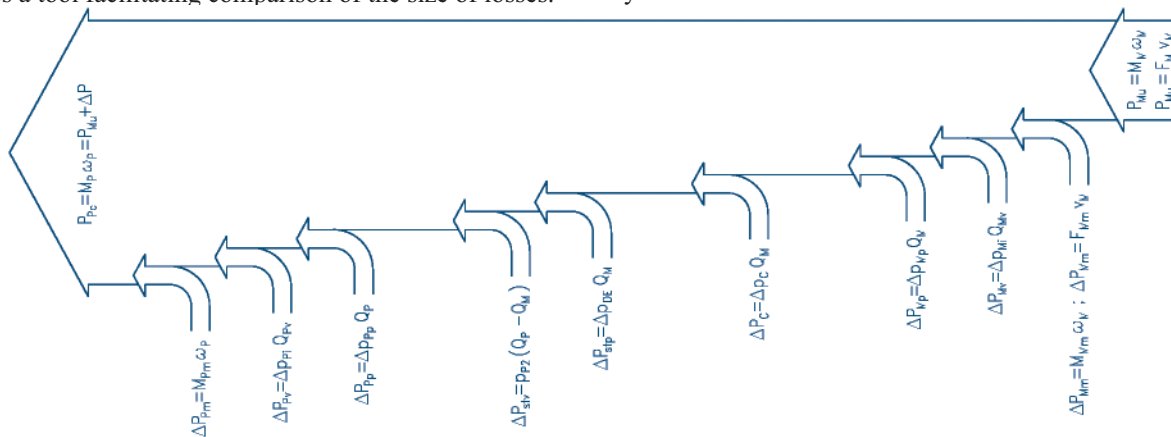 s a tool facilitating comparison of the size of losses.
P_Pc=M_P ω_P=P_Mu+ΔP
ΔP_Pm=M_Pm ω_P
ΔP_Pv=Δp_Pi Q_Pv
ΔP_Pp=Δp_Pp Q_P
ΔP_stv=p_P2(Q_P-Q_M)
ΔP_stp=Δp_DE Q_M
ΔP_C=Δp_C Q_M
ΔP_Mp=Δp_Mp Q_M
ΔP_Mv=Δp_Mi Q_Mv
ΔP_Mm=M_Mm ω_M ; ΔP_Mm=F_Mm v_M
P_Mu=M_M ω_M
P_Mu=F_M v_M